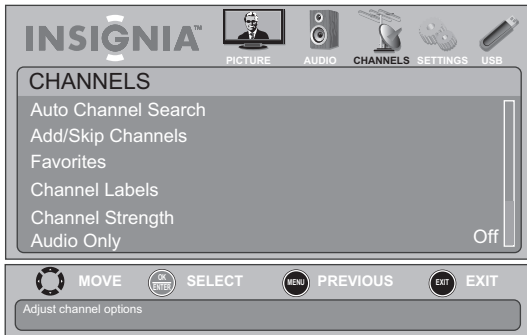 INSIGNIA™
PICTURE AUDIO CHANNELS SETTINGS USB
CHANNELS
Auto Channel Search
Add/Skip Channels
Favorites
Channel Labels
Channel Strength
Audio Only Off
MOVE OK ENTER SELECT MENU PREVIOUS EXIT EXIT
Adjust channel options